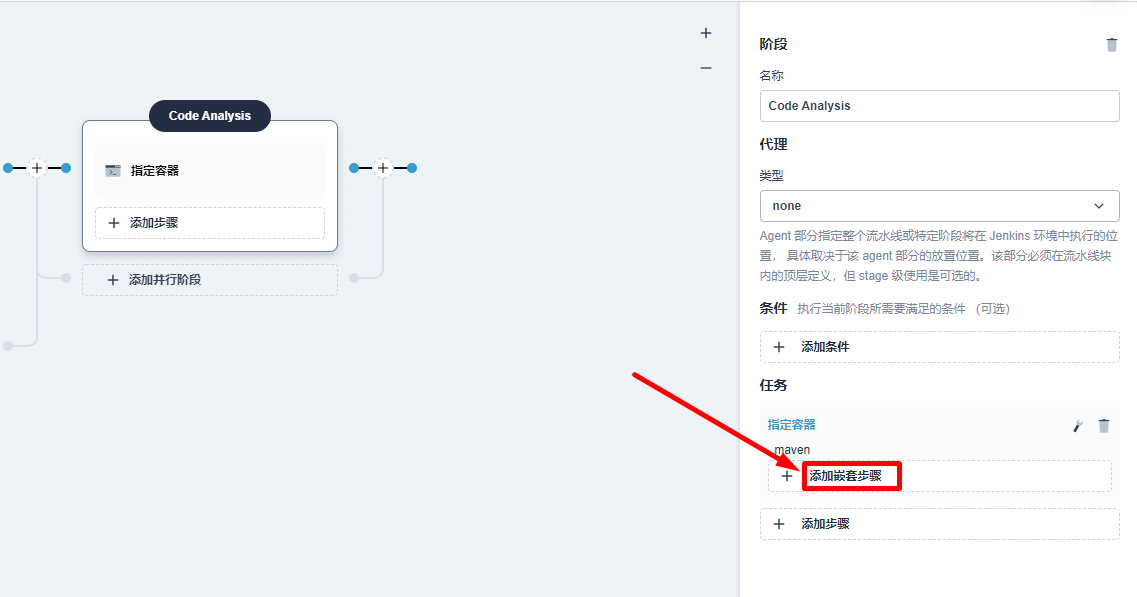 Code Analysis
指定容器
添加步骤
添加并行阶段
阶段
名称
Code Analysis
代理
类型
none
Agent 部分指定整个流水线或特定阶段将在 Jenkins 环境中执行的位
置， 具体取决于该 agent 部分的放置位置。该部分必须在流水线块
内的顶层定义，但 stage 级使用是可选的。
条件 执行当前阶段所需要满足的条件 （可选）
添加条件
任务
指定容器
maven
添加嵌套步骤
添加步骤